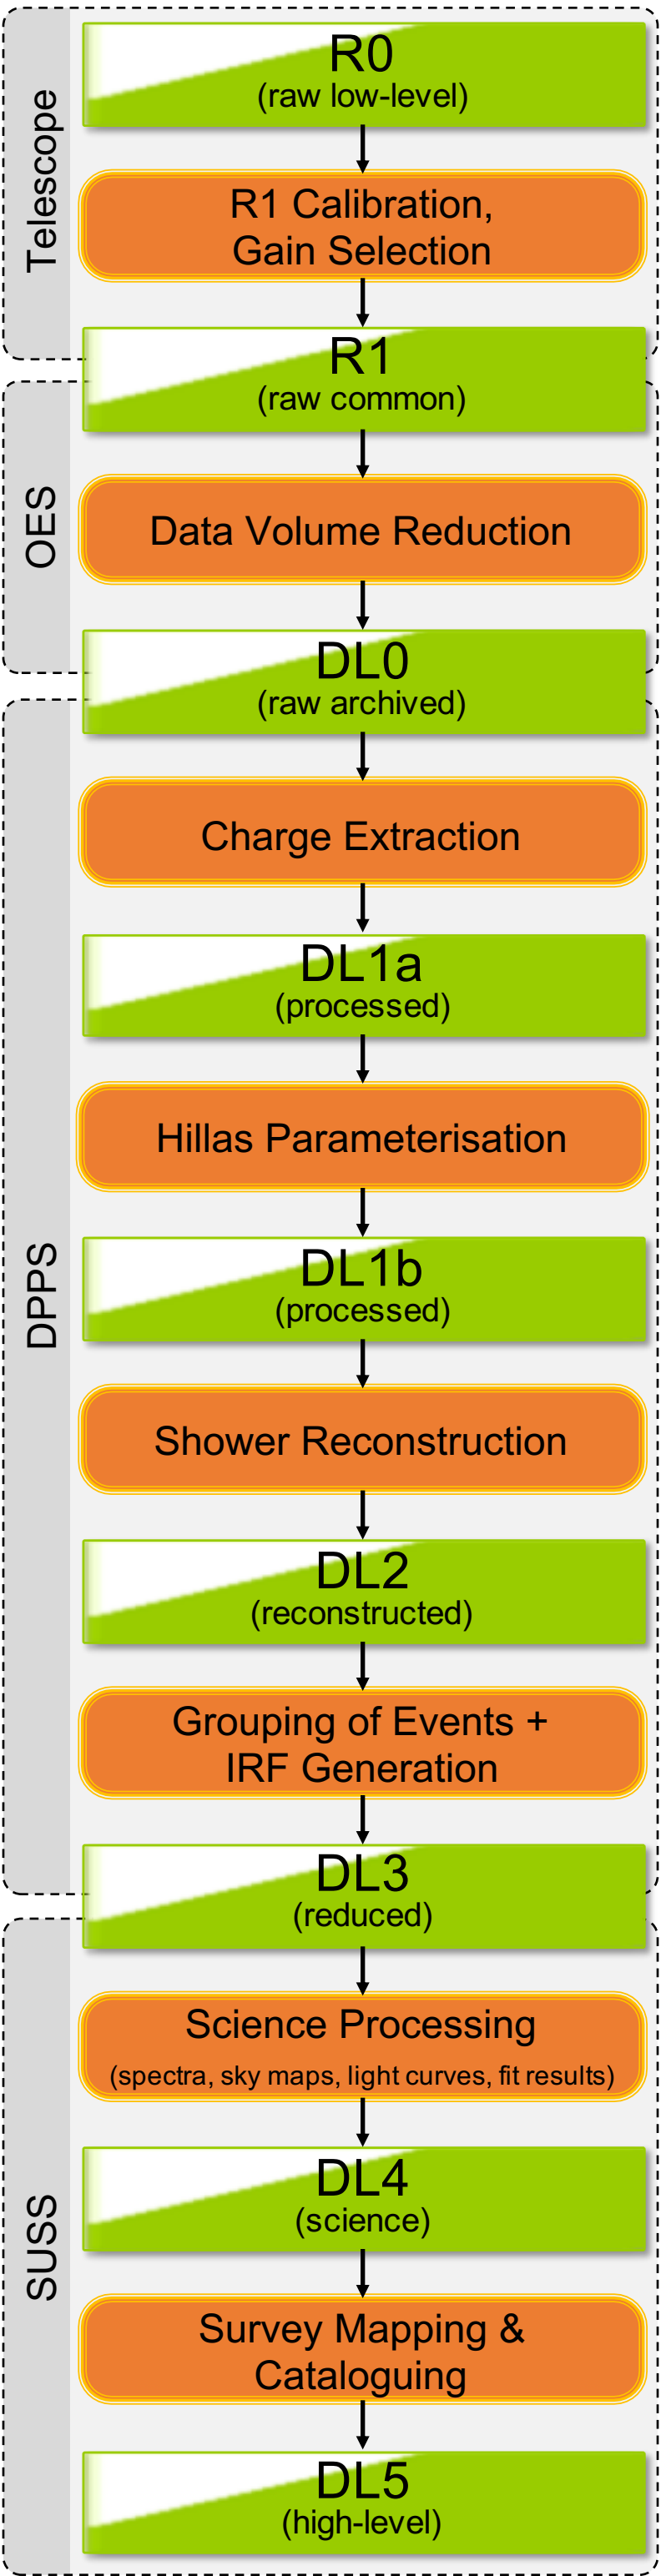 Telescope
R0
(raw low-level)
R1 Calibration,
Gain Selection
R1
(raw common)
OES
Data Volume Reduction
DL0
(raw archived)
DPPS
Charge Extraction
DL1a
(processed)
Hillas Parameterisation
DL1b
(processed)
Shower Reconstruction
DL2
(reconstructed)
Grouping of Events +
IRF Generation
DL3
(reduced)
SUSS
Science Processing
(spectra, sky maps, light curves, fit results)
DL4
(science)
Survey Mapping &
Cataloguing
DL5
(high-level)